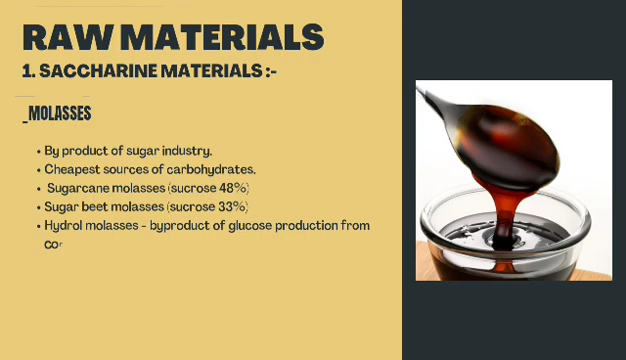 RAW MATERIALS
1. SACCHARINE MATERIALS :-
_MOLASSES
• By product of sugar industry.
• Cheapest sources of carbohydrates.
• Sugarcane molasses (sucrose 48%)
• Sugar beet molasses (sucrose 33%)
• Hydrol molasses - byproduct of glucose production from